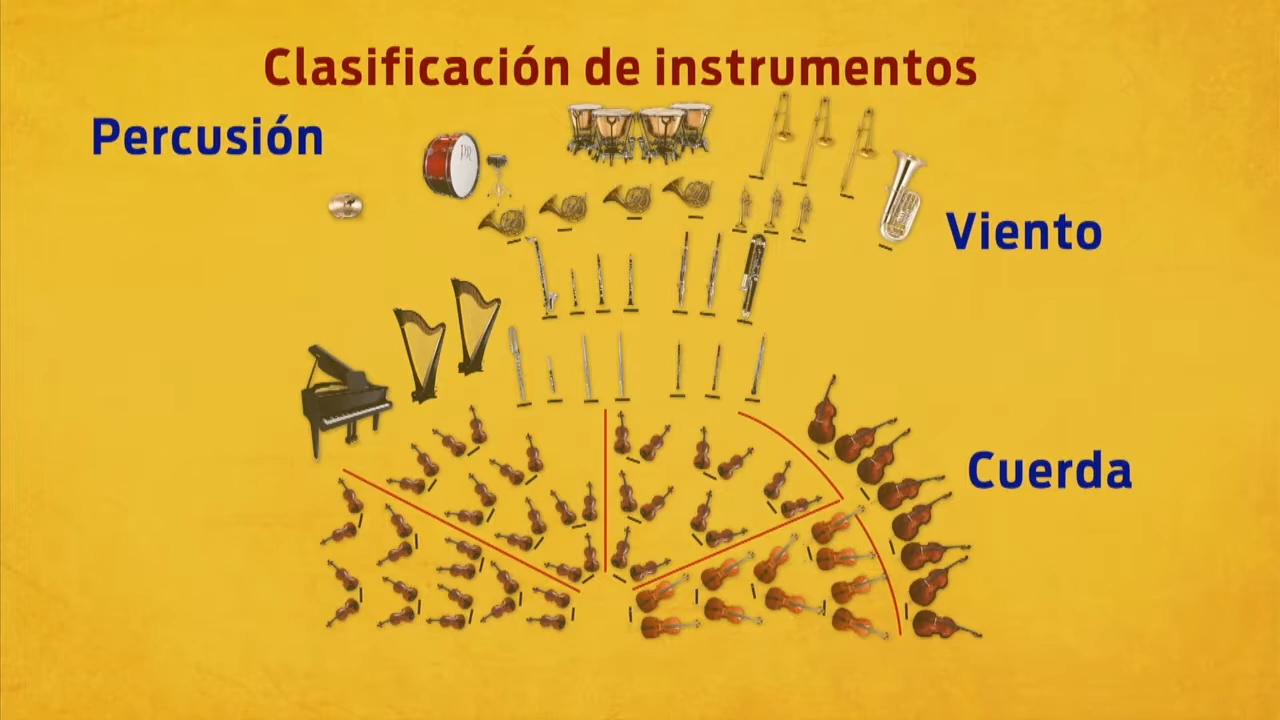 Clasificación de instrumentos
Percusión
Viento
Cuerda